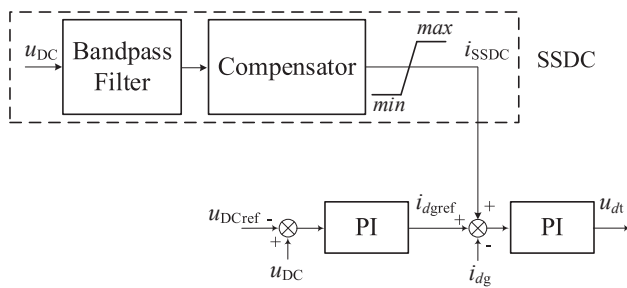 max
u_DC
Bandpass
Filter
Compensator
i_SSDC
SSDC
min
i_dgref
u_DCref
-
+
PI
+
+
-
PI
u_dt
u_DC
i_dg